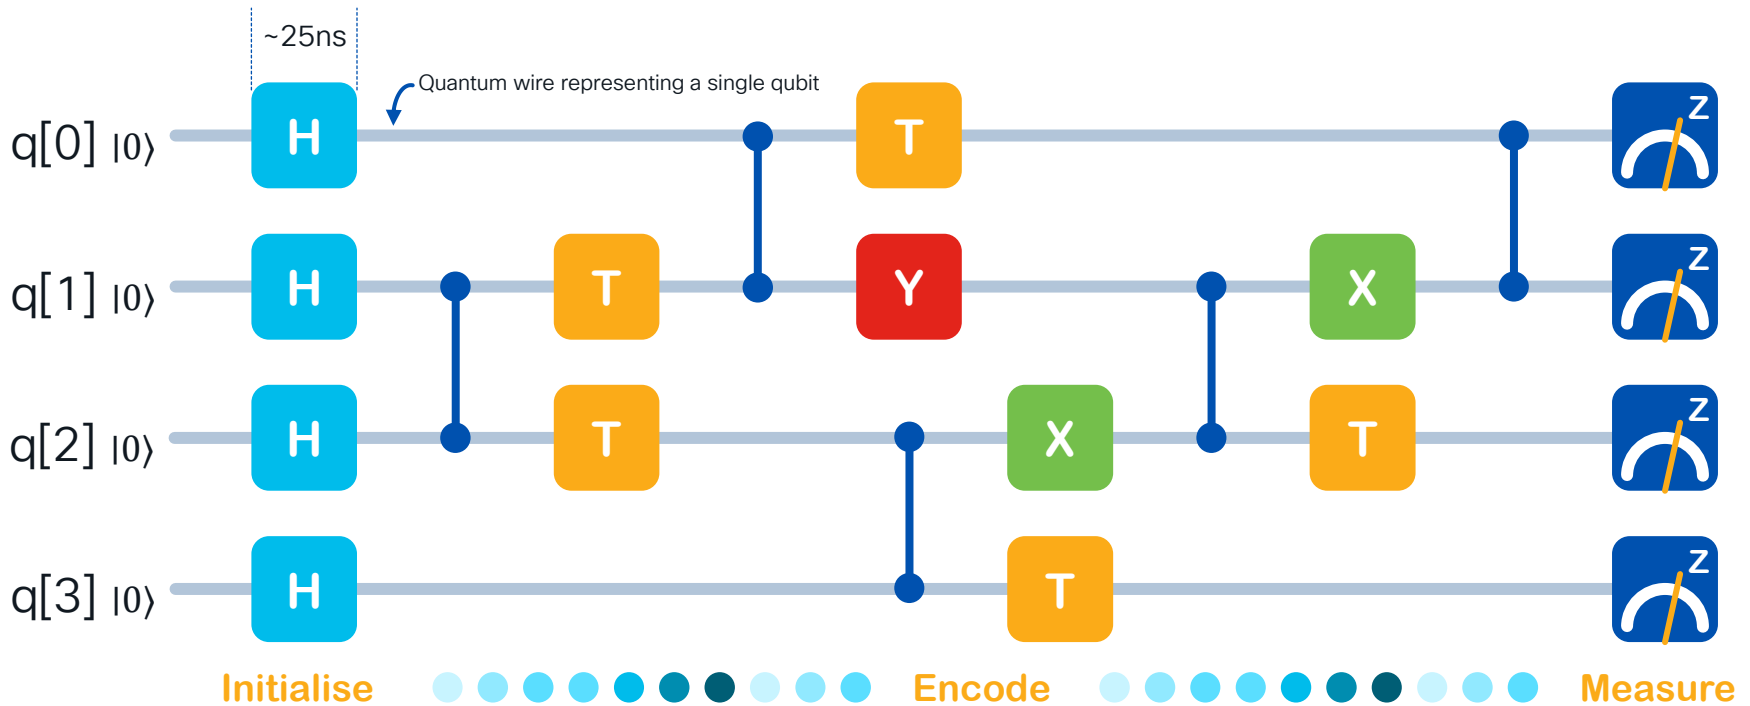 ~25ns
Quantum wire representing a single qubit
q[0] |0⟩ H T Z
q[1] |0⟩ H T Y X Z
q[2] |0⟩ H T X T Z
q[3] |0⟩ H T Z
Initialise Encode Measure